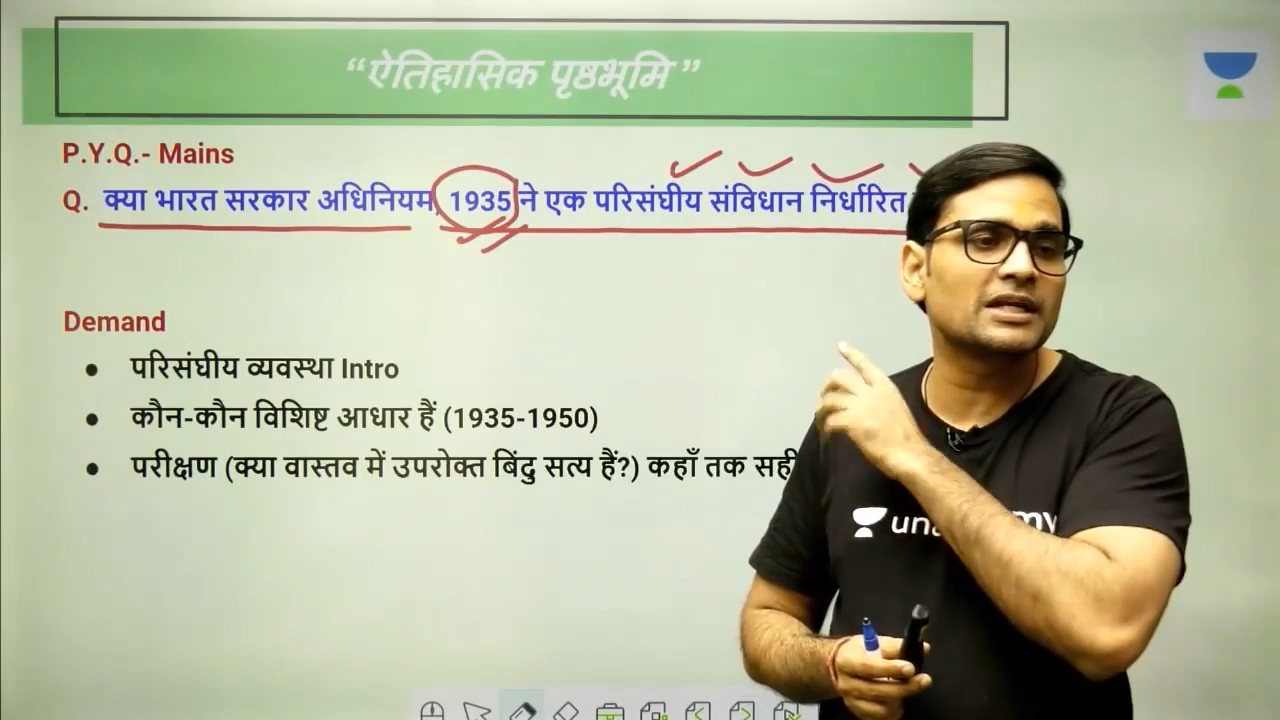 “ऐतिहासिक पृष्ठभूमि”
P.Y.Q.- Mains
Q. क्या भारत सरकार अधिनियम, 1935 ने एक परिसंघीय संविधान निर्धारित
Demand
• परिसंघीय व्यवस्था Intro
• कौन-कौन विशिष्ट आधार हैं (1935-1950)
• परीक्षण (क्या वास्तव में उपरोक्त बिंदु सत्य हैं?) कहाँ तक सही